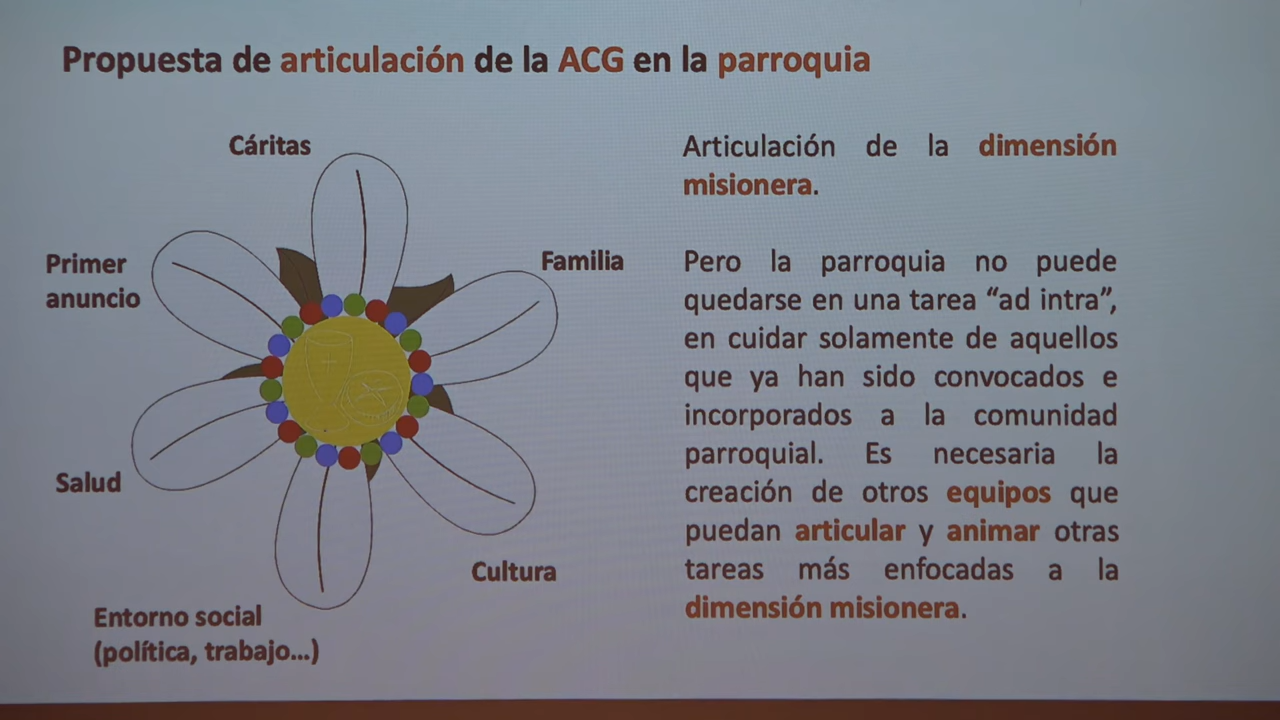 Propuesta de articulación de la ACG en la parroquia
Cáritas
Primer
anuncio
Familia
Salud
Cultura
Entorno social
(política, trabajo...)
Articulación de la dimensión
misionera.
Pero la parroquia no puede
quedarse en una tarea “ad intra”,
en cuidar solamente de aquellos
que ya han sido convocados e
incorporados a la comunidad
parroquial. Es necesaria la
creación de otros equipos que
puedan articular y animar otras
tareas más enfocadas a la
dimensión misionera.